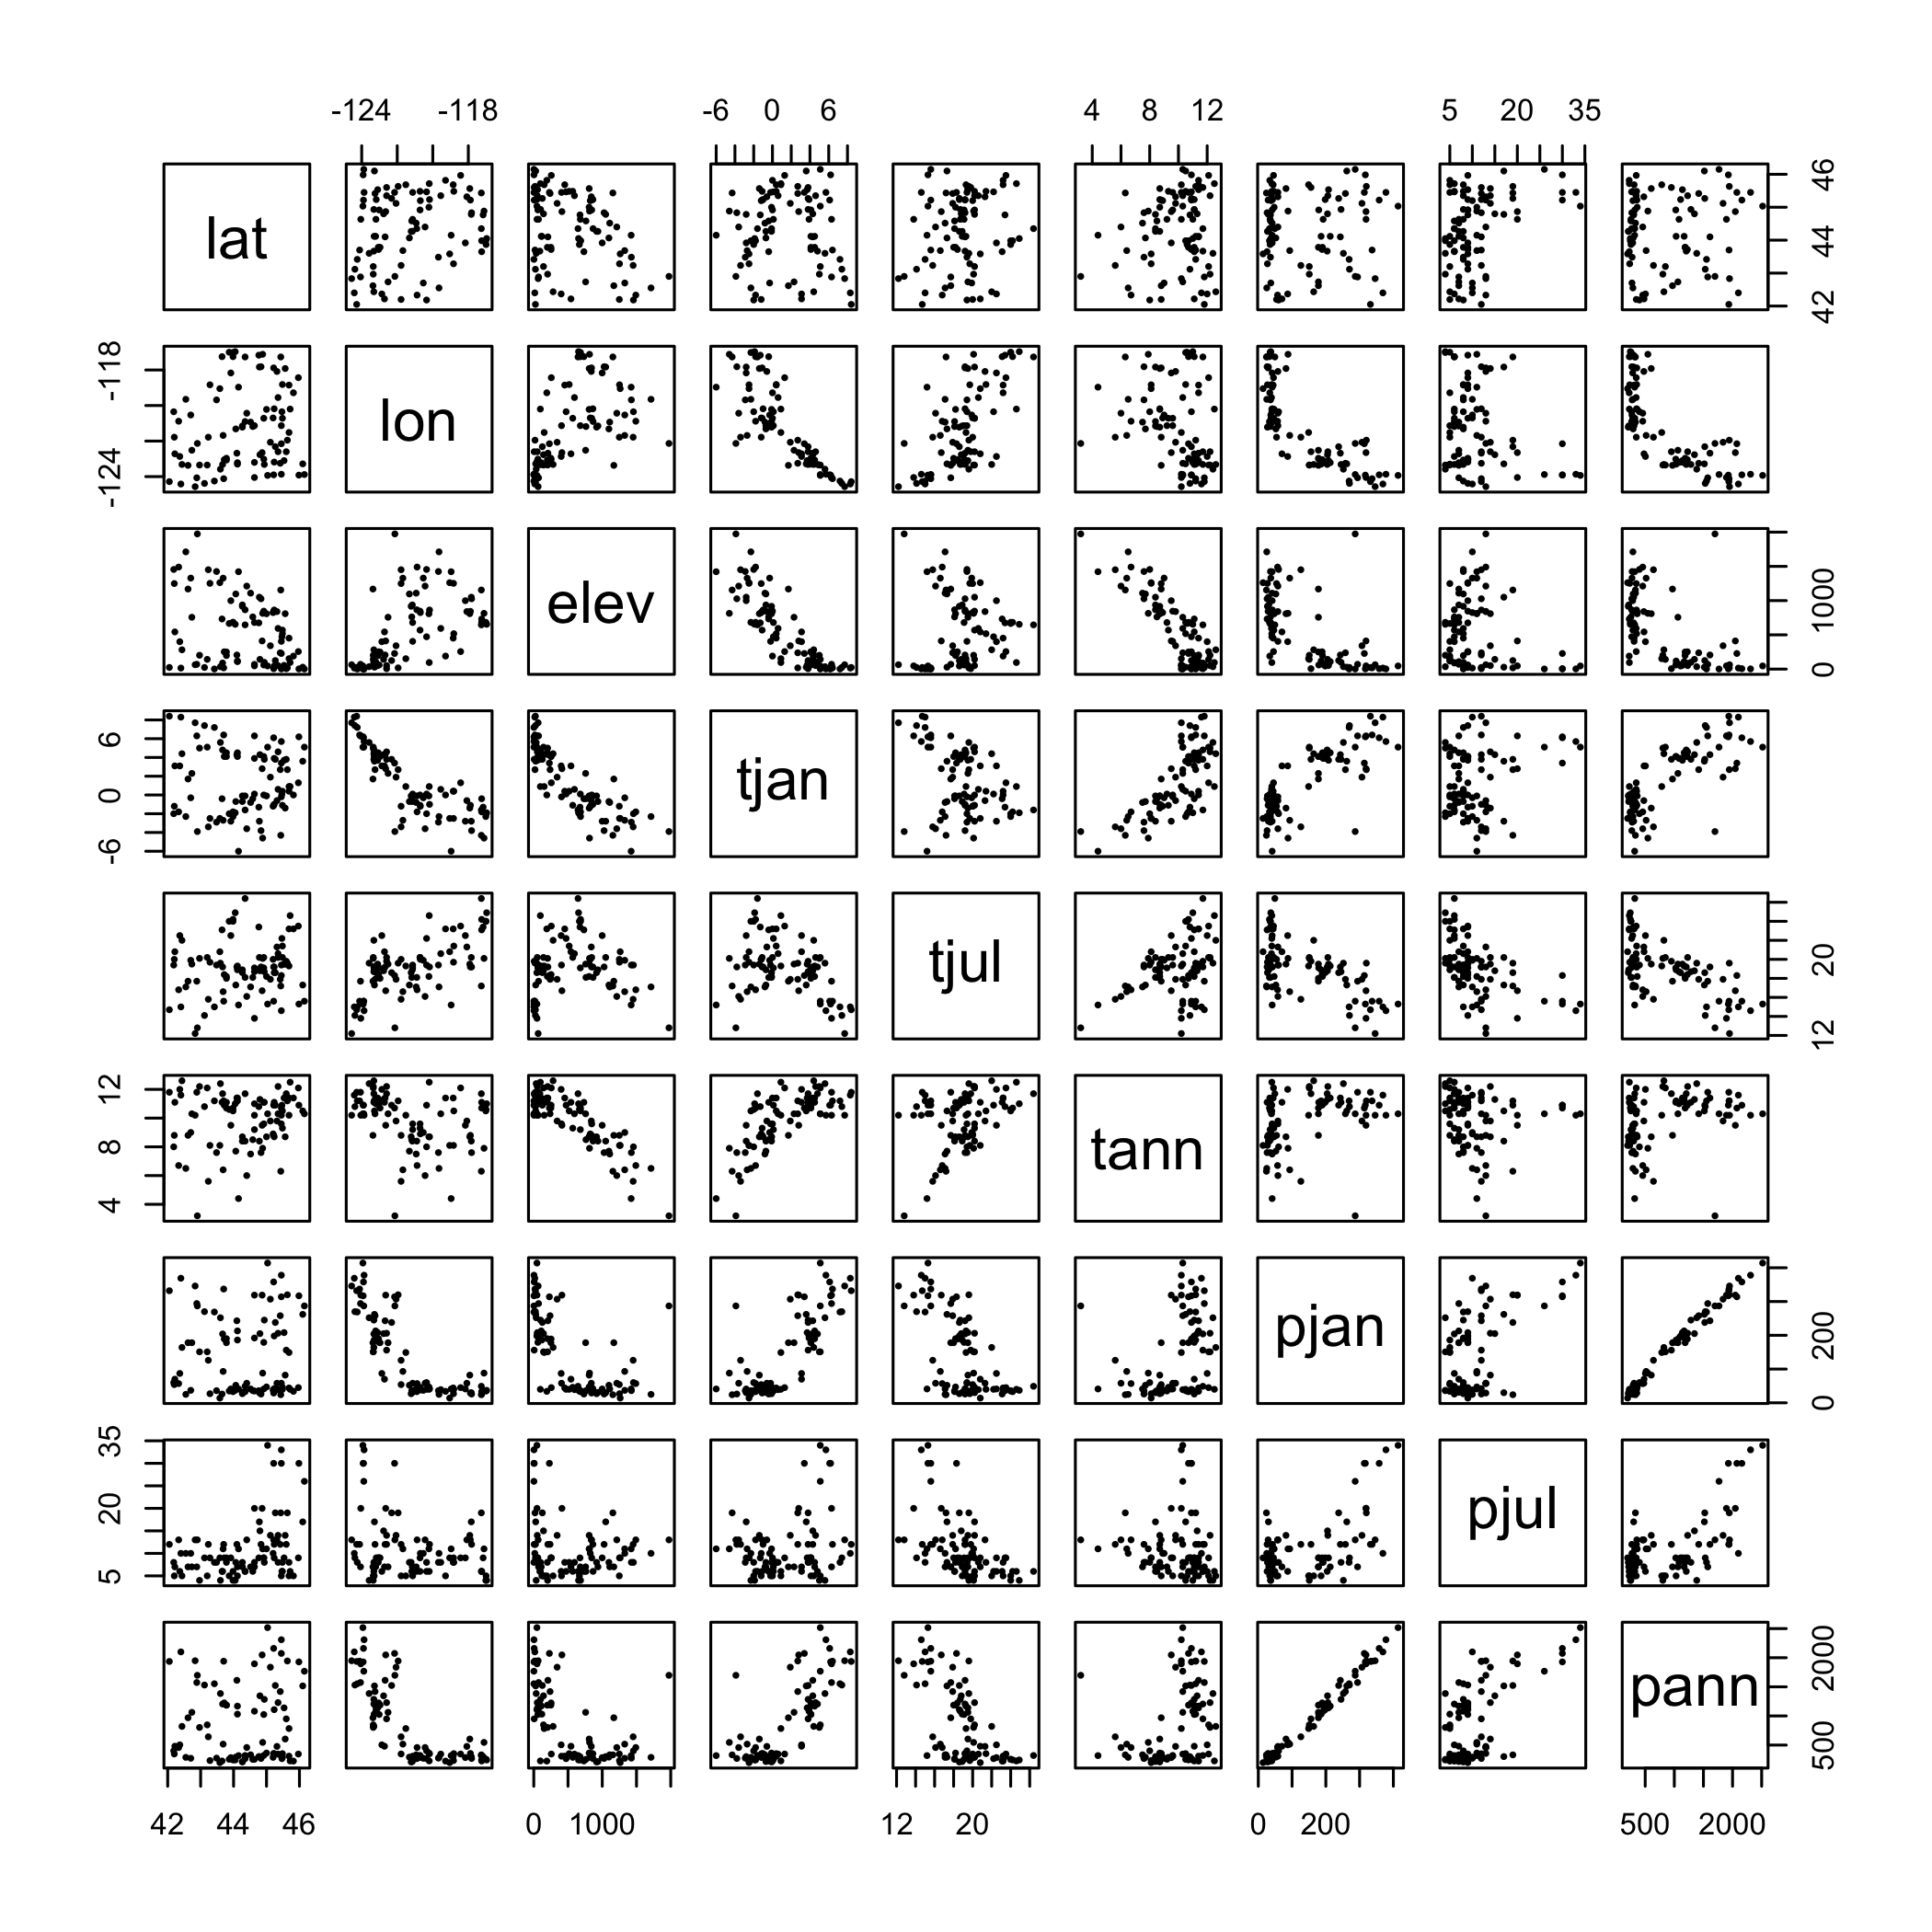 -124 -118 -6 0 6 4 8 12 5 20 35
lat 42 44 46
-124 -118 lon
elev 0 1000
-6 0 6 tjan
tjul 12 20
4 8 12 tann
pjan 0 200
5 20 35 pjul
pann 500 2000
42 44 46 0 1000 12 20 0 200 500 2000